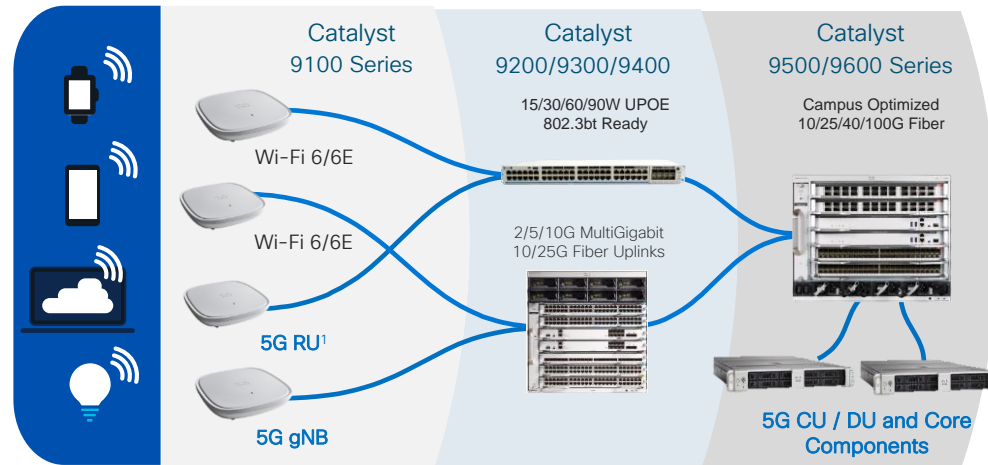 Catalyst
9100 Series
Wi-Fi 6/6E
Wi-Fi 6/6E
5G RU¹
5G gNB
Catalyst
9200/9300/9400
15/30/60/90W UPOE
802.3bt Ready
2/5/10G MultiGigabit
10/25G Fiber Uplinks
Catalyst
9500/9600 Series
Campus Optimized
10/25/40/100G Fiber
5G CU / DU and Core
Components